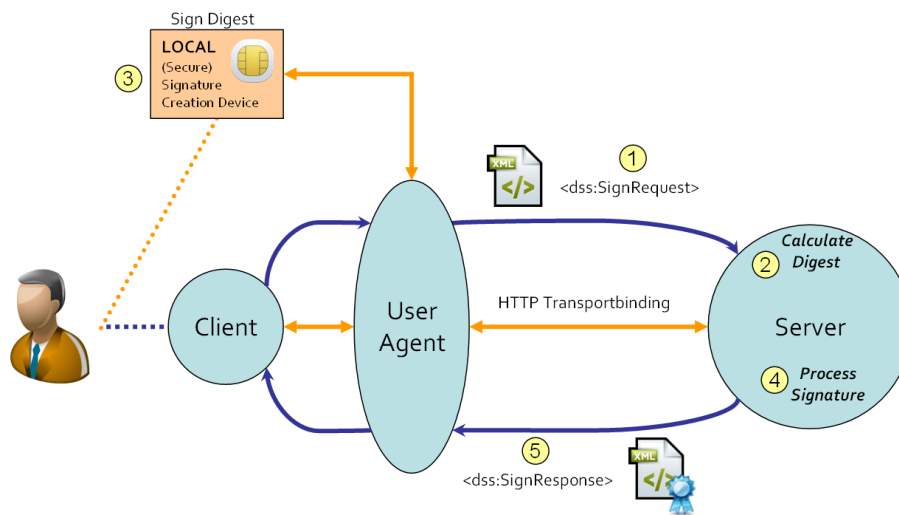 Sign Digest
LOCAL
(Secure)
Signature
Creation Device
3
XML
</>
1
<dss:SignRequest>
Calculate
2
Digest
Client
User
Agent
HTTP Transportbinding
Server
4
Process
Signature
5
<dss:SignResponse>
XML
</>